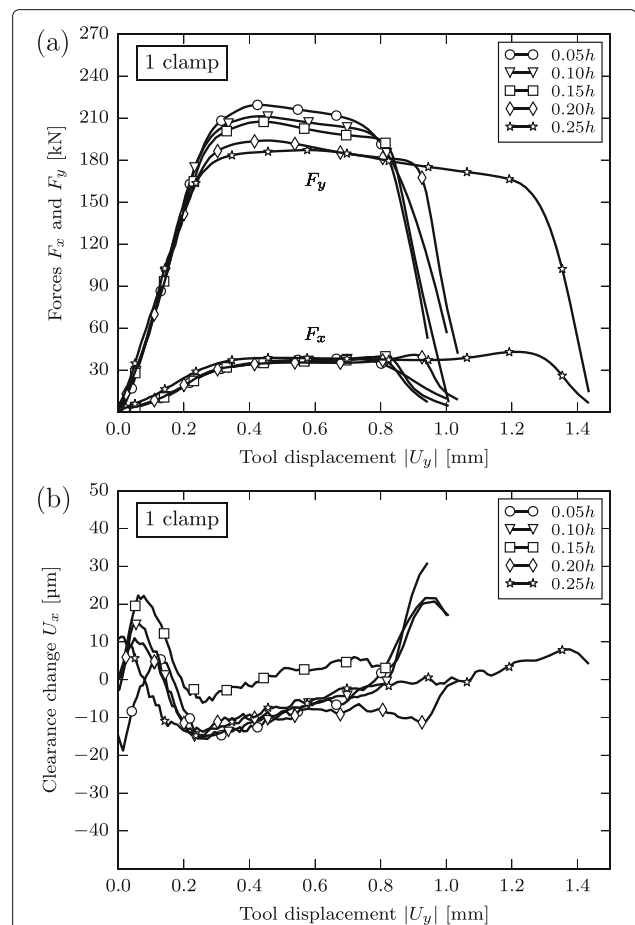 (a)
270
240
210
180
150
120
90
60
30
Forces F_x and F_y [kN]
1 clamp
0.05h
0.10h
0.15h
0.20h
0.25h
F_y
F_x
0.0 0.2 0.4 0.6 0.8 1.0 1.2 1.4
Tool displacement |U_y| [mm]
(b)
50
40
30
20
10
0
−10
−20
−30
−40
Clearance change U_x [µm]
1 clamp
0.05h
0.10h
0.15h
0.20h
0.25h
0.0 0.2 0.4 0.6 0.8 1.0 1.2 1.4
Tool displacement |U_y| [mm]